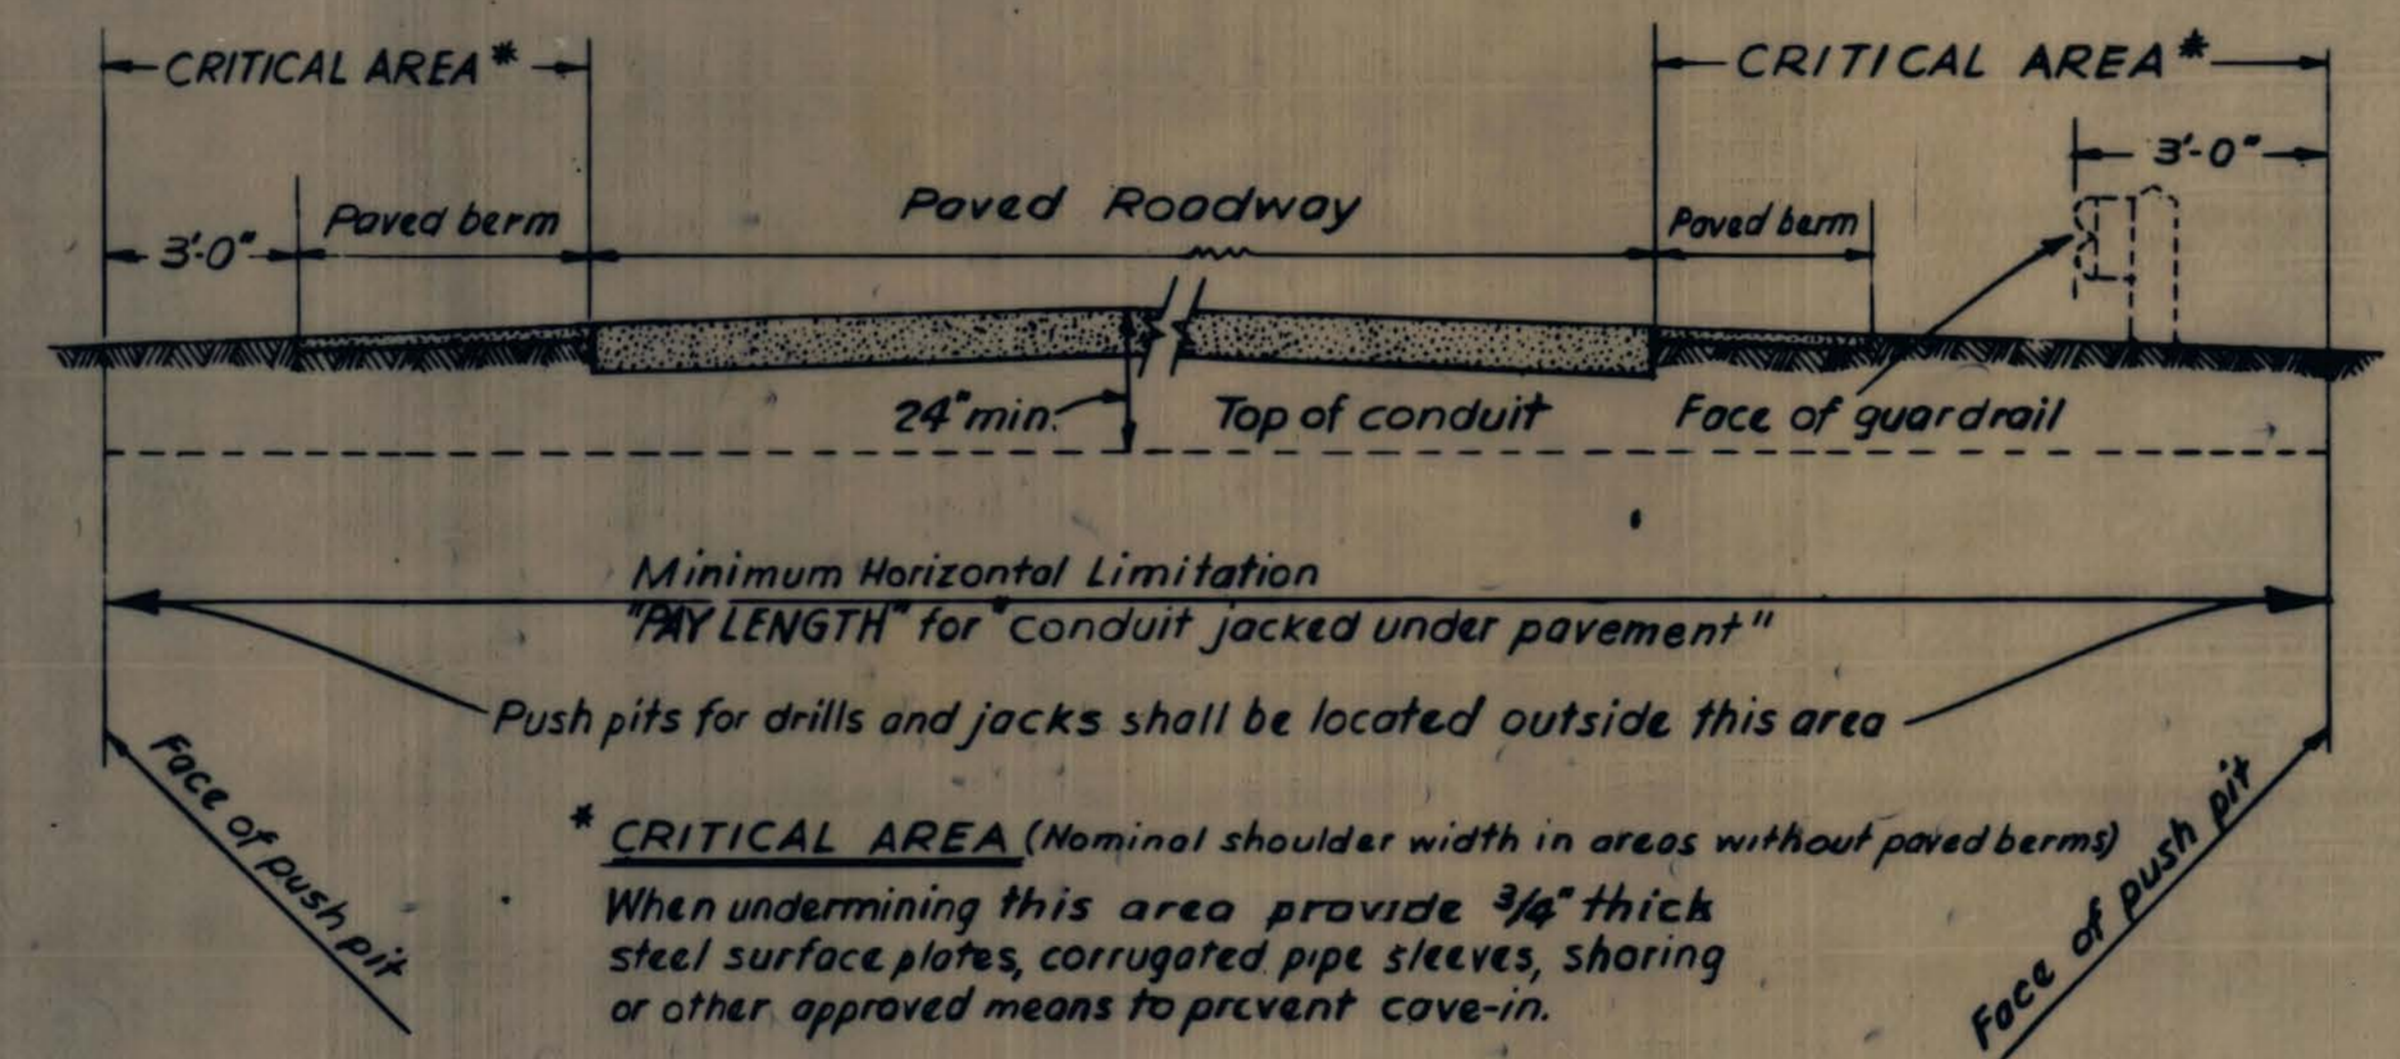 CRITICAL AREA*
CRITICAL AREA*
3'-0"
Paved berm
Paved Roadway
Paved berm
3'-0"
24" min.
Top of conduit
Face of guardrail
Minimum Horizontal Limitation
"PAY LENGTH" for "conduit jacked under pavement"
Push pits for drills and jacks shall be located outside this area
Face of push pit
Face of push pit
* CRITICAL AREA (Nominal shoulder width in areas without paved berms)
When undermining this area provide 3/4" thick
steel surface plates, corrugated pipe sleeves, shoring
or other approved means to prevent cave-in.